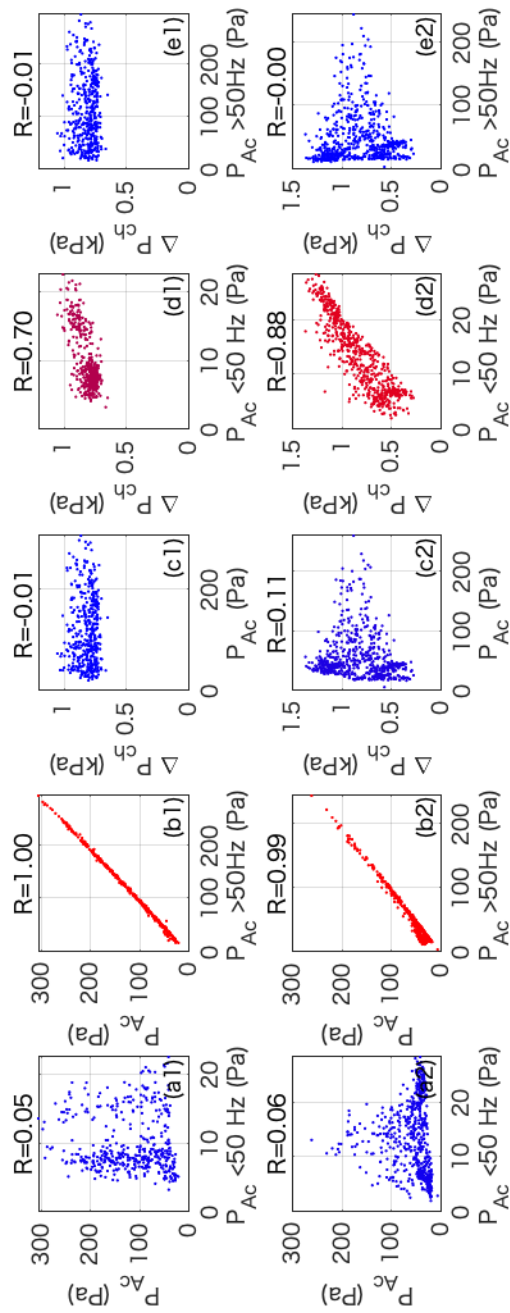 R=0.05
300
200
100
0
P_Ac (Pa)
0 10 20
P_Ac <50 Hz (Pa)
(a1)
R=1.00
300
200
100
0
P_Ac (Pa)
0 100 200
P_Ac >50Hz (Pa)
(b1)
R=-0.01
1
0.5
0
Δ P_ch (kPa)
0 200
P_Ac (Pa)
(c1)
R=0.70
1
0.5
0
Δ P_ch (kPa)
0 10 20
P_Ac <50 Hz (Pa)
(d1)
R=-0.01
1
0.5
0
Δ P_ch (kPa)
100 200
P_Ac >50Hz (Pa)
(e1)
R=0.06
300
200
100
0
P_Ac (Pa)
0 10 20
P_Ac <50 Hz (Pa)
(a2)
R=0.99
300
200
100
0
P_Ac (Pa)
0 100 200
P_Ac >50Hz (Pa)
(b2)
R=0.11
1.5
1
0.5
0
Δ P_ch (kPa)
0 100 200
P_Ac (Pa)
(c2)
R=0.88
1.5
1
0.5
0
Δ P_ch (kPa)
0 10 20
P_Ac <50 Hz (Pa)
(d2)
R=-0.00
1.5
1
0.5
0
Δ P_ch (kPa)
0 100 200
P_Ac >50Hz (Pa)
(e2)